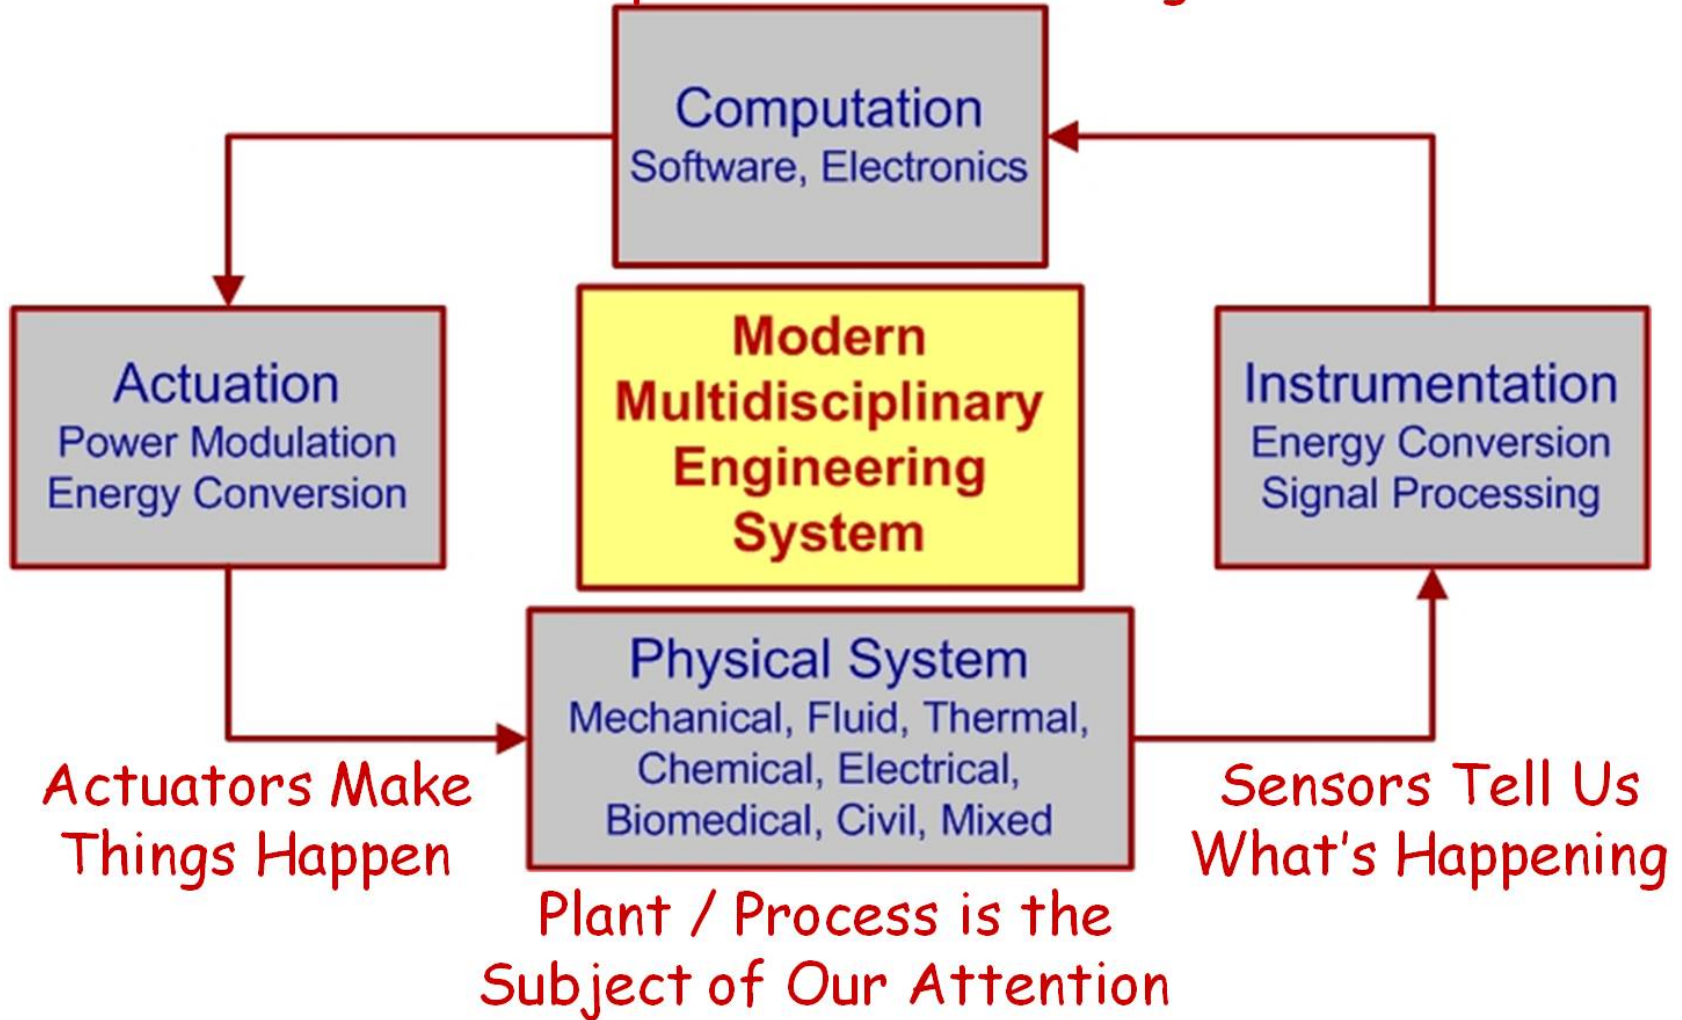 Computation
Software, Electronics
Actuation
Power Modulation
Energy Conversion
Modern
Multidisciplinary
Engineering
System
Instrumentation
Energy Conversion
Signal Processing
Physical System
Mechanical, Fluid, Thermal,
Chemical, Electrical,
Biomedical, Civil, Mixed
Actuators Make
Things Happen
Sensors Tell Us
What's Happening
Plant / Process is the
Subject of Our Attention